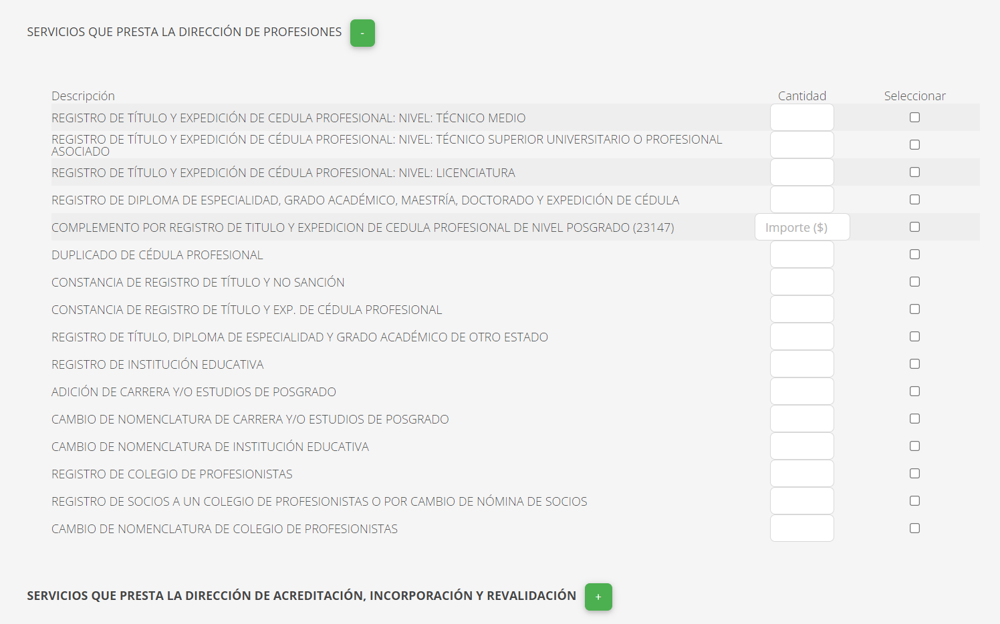 SERVICIOS QUE PRESTA LA DIRECCIÓN DE PROFESIONES -
Descripción Cantidad Seleccionar
REGISTRO DE TÍTULO Y EXPEDICIÓN DE CEDULA PROFESIONAL: NIVEL: TÉCNICO MEDIO
REGISTRO DE TÍTULO Y EXPEDICIÓN DE CÉDULA PROFESIONAL: NIVEL: TÉCNICO SUPERIOR UNIVERSITARIO O PROFESIONAL
ASOCIADO
REGISTRO DE TÍTULO Y EXPEDICIÓN DE CÉDULA PROFESIONAL: NIVEL: LICENCIATURA
REGISTRO DE DIPLOMA DE ESPECIALIDAD, GRADO ACADÉMICO, MAESTRÍA, DOCTORADO Y EXPEDICIÓN DE CÉDULA
COMPLEMENTO POR REGISTRO DE TITULO Y EXPEDICION DE CEDULA PROFESIONAL DE NIVEL POSGRADO (23147) Importe ($)
DUPLICADO DE CÉDULA PROFESIONAL
CONSTANCIA DE REGISTRO DE TÍTULO Y NO SANCIÓN
CONSTANCIA DE REGISTRO DE TÍTULO Y EXP. DE CÉDULA PROFESIONAL
REGISTRO DE TÍTULO, DIPLOMA DE ESPECIALIDAD Y GRADO ACADÉMICO DE OTRO ESTADO
REGISTRO DE INSTITUCIÓN EDUCATIVA
ADICIÓN DE CARRERA Y/O ESTUDIOS DE POSGRADO
CAMBIO DE NOMENCLATURA DE CARRERA Y/O ESTUDIOS DE POSGRADO
CAMBIO DE NOMENCLATURA DE INSTITUCIÓN EDUCATIVA
REGISTRO DE COLEGIO DE PROFESIONISTAS
REGISTRO DE SOCIOS A UN COLEGIO DE PROFESIONISTAS O POR CAMBIO DE NÓMINA DE SOCIOS
CAMBIO DE NOMENCLATURA DE COLEGIO DE PROFESIONISTAS
SERVICIOS QUE PRESTA LA DIRECCIÓN DE ACREDITACIÓN, INCORPORACIÓN Y REVALIDACIÓN +